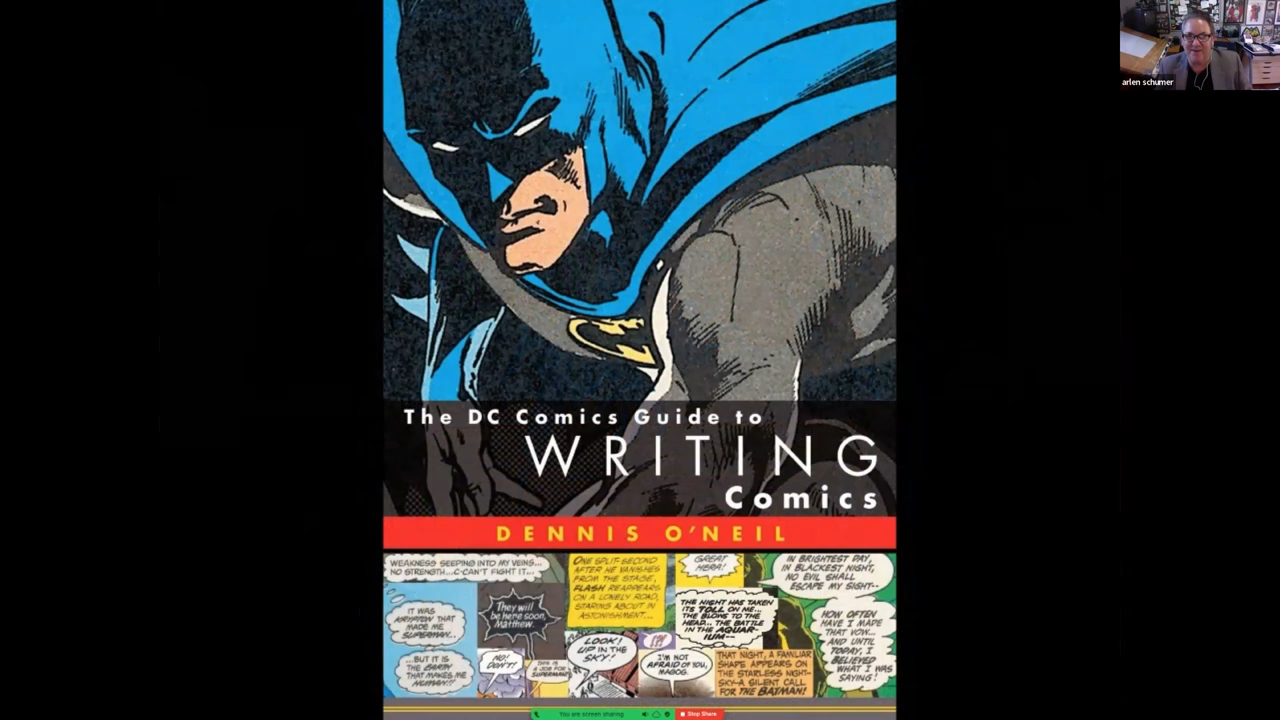 arlen schumer
The DC Comics Guide to
WRITING
Comics
DENNIS O'NEIL
WEAKNESS SEEPING INTO MY VEINS...
NO STRENGTH...C-CAN'T FIGHT IT...
IT WAS
KRYPTON THAT
MADE ME
SUPERMAN...
...BUT IT IS
THE EARTH
THAT MAKES ME
HUMAN!!
They will
be here soon,
Matthew.
NO!
DON'T!
THIS IS
A JOB FOR
SUPERMAN!
ONE SPLIT-SECOND
AFTER HE VANISHES
FROM THE STAGE,
FLASH REAPPEARS
ON A LONELY ROAD,
STARING ABOUT IN
ASTONISHMENT...
LOOK!
UP IN THE
SKY!
GREAT
HERA!
THE NIGHT HAS TAKEN
ITS TOLL ON ME...
THE BLOWS TO THE
HEAD... THE BATTLE
IN THE AQUAR-
IUM--
I'M NOT
AFRAID OF YOU,
MAGOG.
IN BRIGHTEST DAY,
IN BLACKEST NIGHT,
NO EVIL SHALL
ESCAPE MY SIGHT--
HOW OFTEN
HAVE I MADE
THAT VOW...
AND UNTIL
TODAY, I
BELIEVED
WHAT I WAS
SAYING!
THAT NIGHT, A FAMILIAR
SHAPE APPEARS ON
THE STARLESS NIGHT-
SKY--A SILENT CALL
FOR THE BATMAN!
You are screen sharing
Stop Share